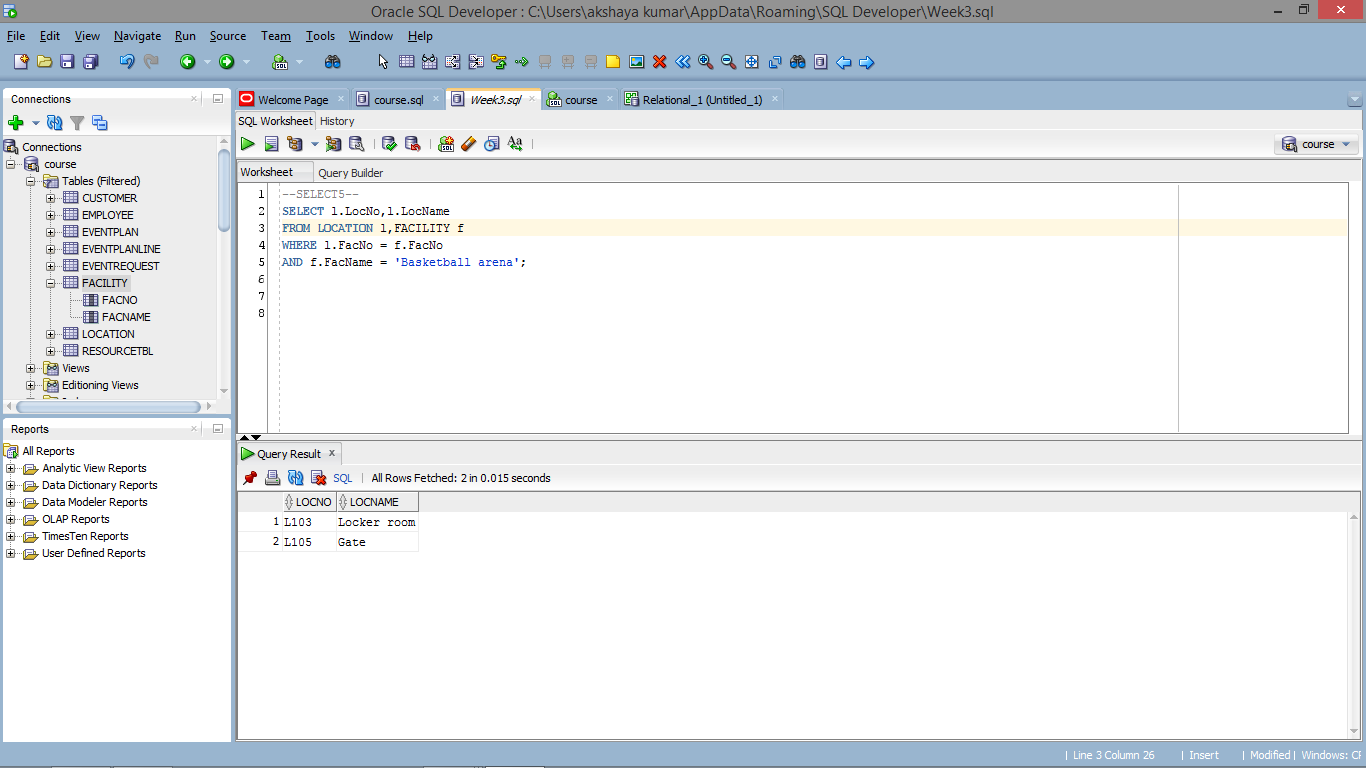 Oracle SQL Developer : C:\Users\akshaya kumar\AppData\Roaming\SQL Developer\Week3.sql
File Edit View Navigate Run Source Team Tools Window Help
Connections
Connections
course
Tables (Filtered)
CUSTOMER
EMPLOYEE
EVENTPLAN
EVENTPLANLINE
EVENTREQUEST
FACILITY
FACNO
FACNAME
LOCATION
RESOURCETBL
Views
Editioning Views
Reports
All Reports
Analytic View Reports
Data Dictionary Reports
Data Modeler Reports
OLAP Reports
TimesTen Reports
User Defined Reports
Welcome Page course.sql Week3.sql course Relational_1 (Untitled_1)
SQL Worksheet History
Aa
course
Worksheet Query Builder
1 --SELECT5--
2 SELECT l.LocNo,l.LocName
3 FROM LOCATION l,FACILITY f
4 WHERE l.FacNo = f.FacNo
5 AND f.FacName = 'Basketball arena';
6
7
8
Query Result x
SQL | All Rows Fetched: 2 in 0.015 seconds
LOCNO LOCNAME
1 L103 Locker room
2 L105 Gate
| Line 3 Column 26 | Insert | Modified | Windows: CF